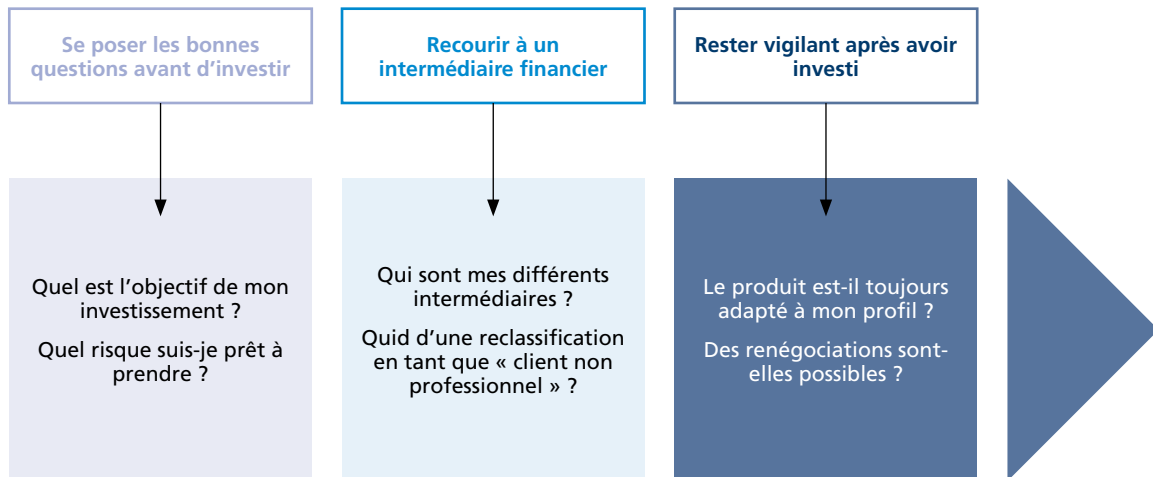 Se poser les bonnes
questions avant d’investir
Recourir à un
intermédiaire financier
Rester vigilant après avoir
investi
Quel est l’objectif de mon
investissement ?
Quel risque suis-je prêt à
prendre ?
Qui sont mes différents
intermédiaires ?
Quid d’une reclassification
en tant que « client non
professionnel » ?
Le produit est-il toujours
adapté à mon profil ?
Des renégociations sont-
elles possibles ?